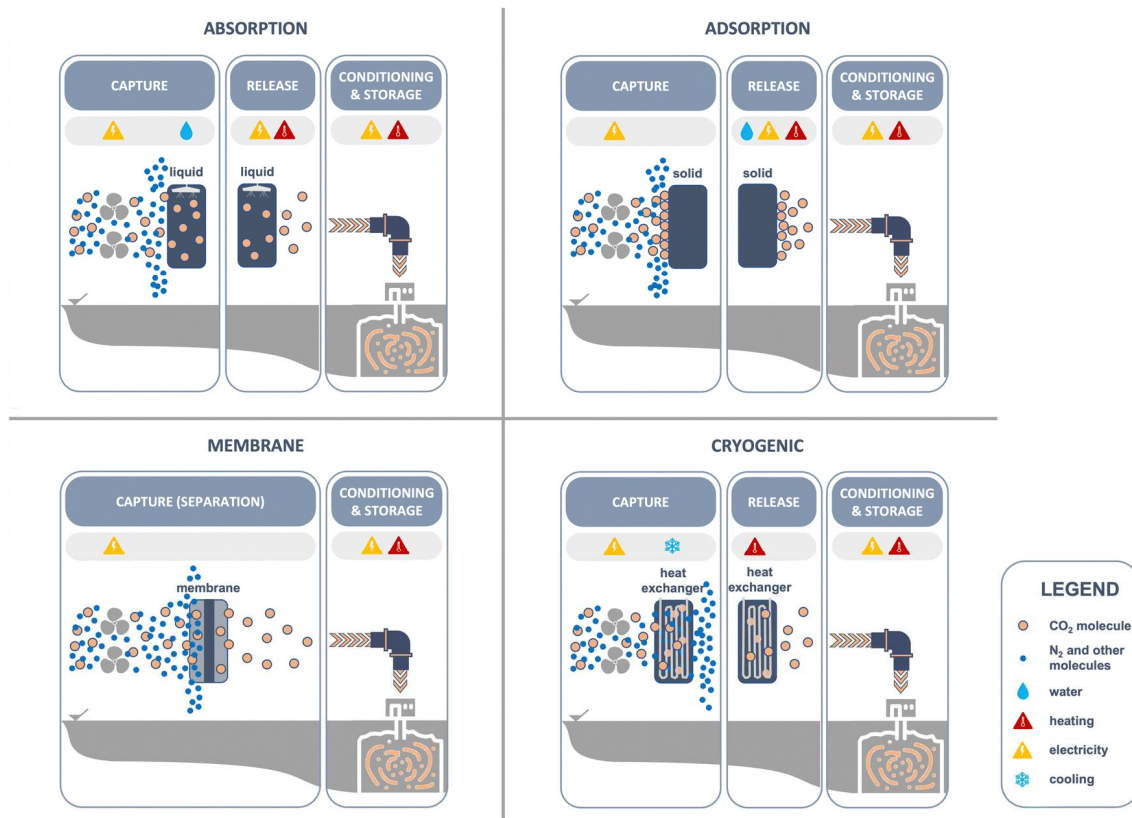 ABSORPTION
CAPTURE
RELEASE
CONDITIONING
& STORAGE
liquid
liquid
ADSORPTION
CAPTURE
RELEASE
CONDITIONING
& STORAGE
solid
solid
MEMBRANE
CAPTURE (SEPARATION)
CONDITIONING
& STORAGE
membrane
CRYOGENIC
CAPTURE
RELEASE
CONDITIONING
& STORAGE
heat
exchanger
heat
exchanger
LEGEND
CO₂ molecule
N₂ and other
molecules
water
heating
electricity
cooling